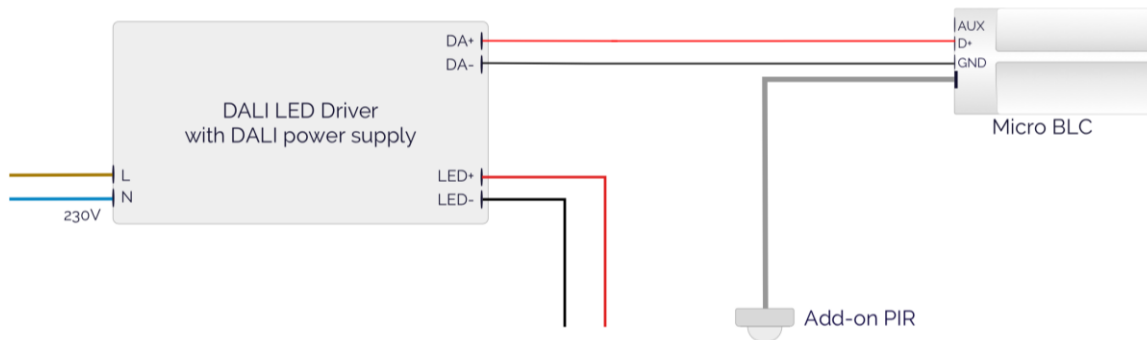 AUX
DA+
D+
DA-
GND
DALI LED Driver
with DALI power supply
Micro BLC
L
LED+
N
LED-
230V
Add-on PIR